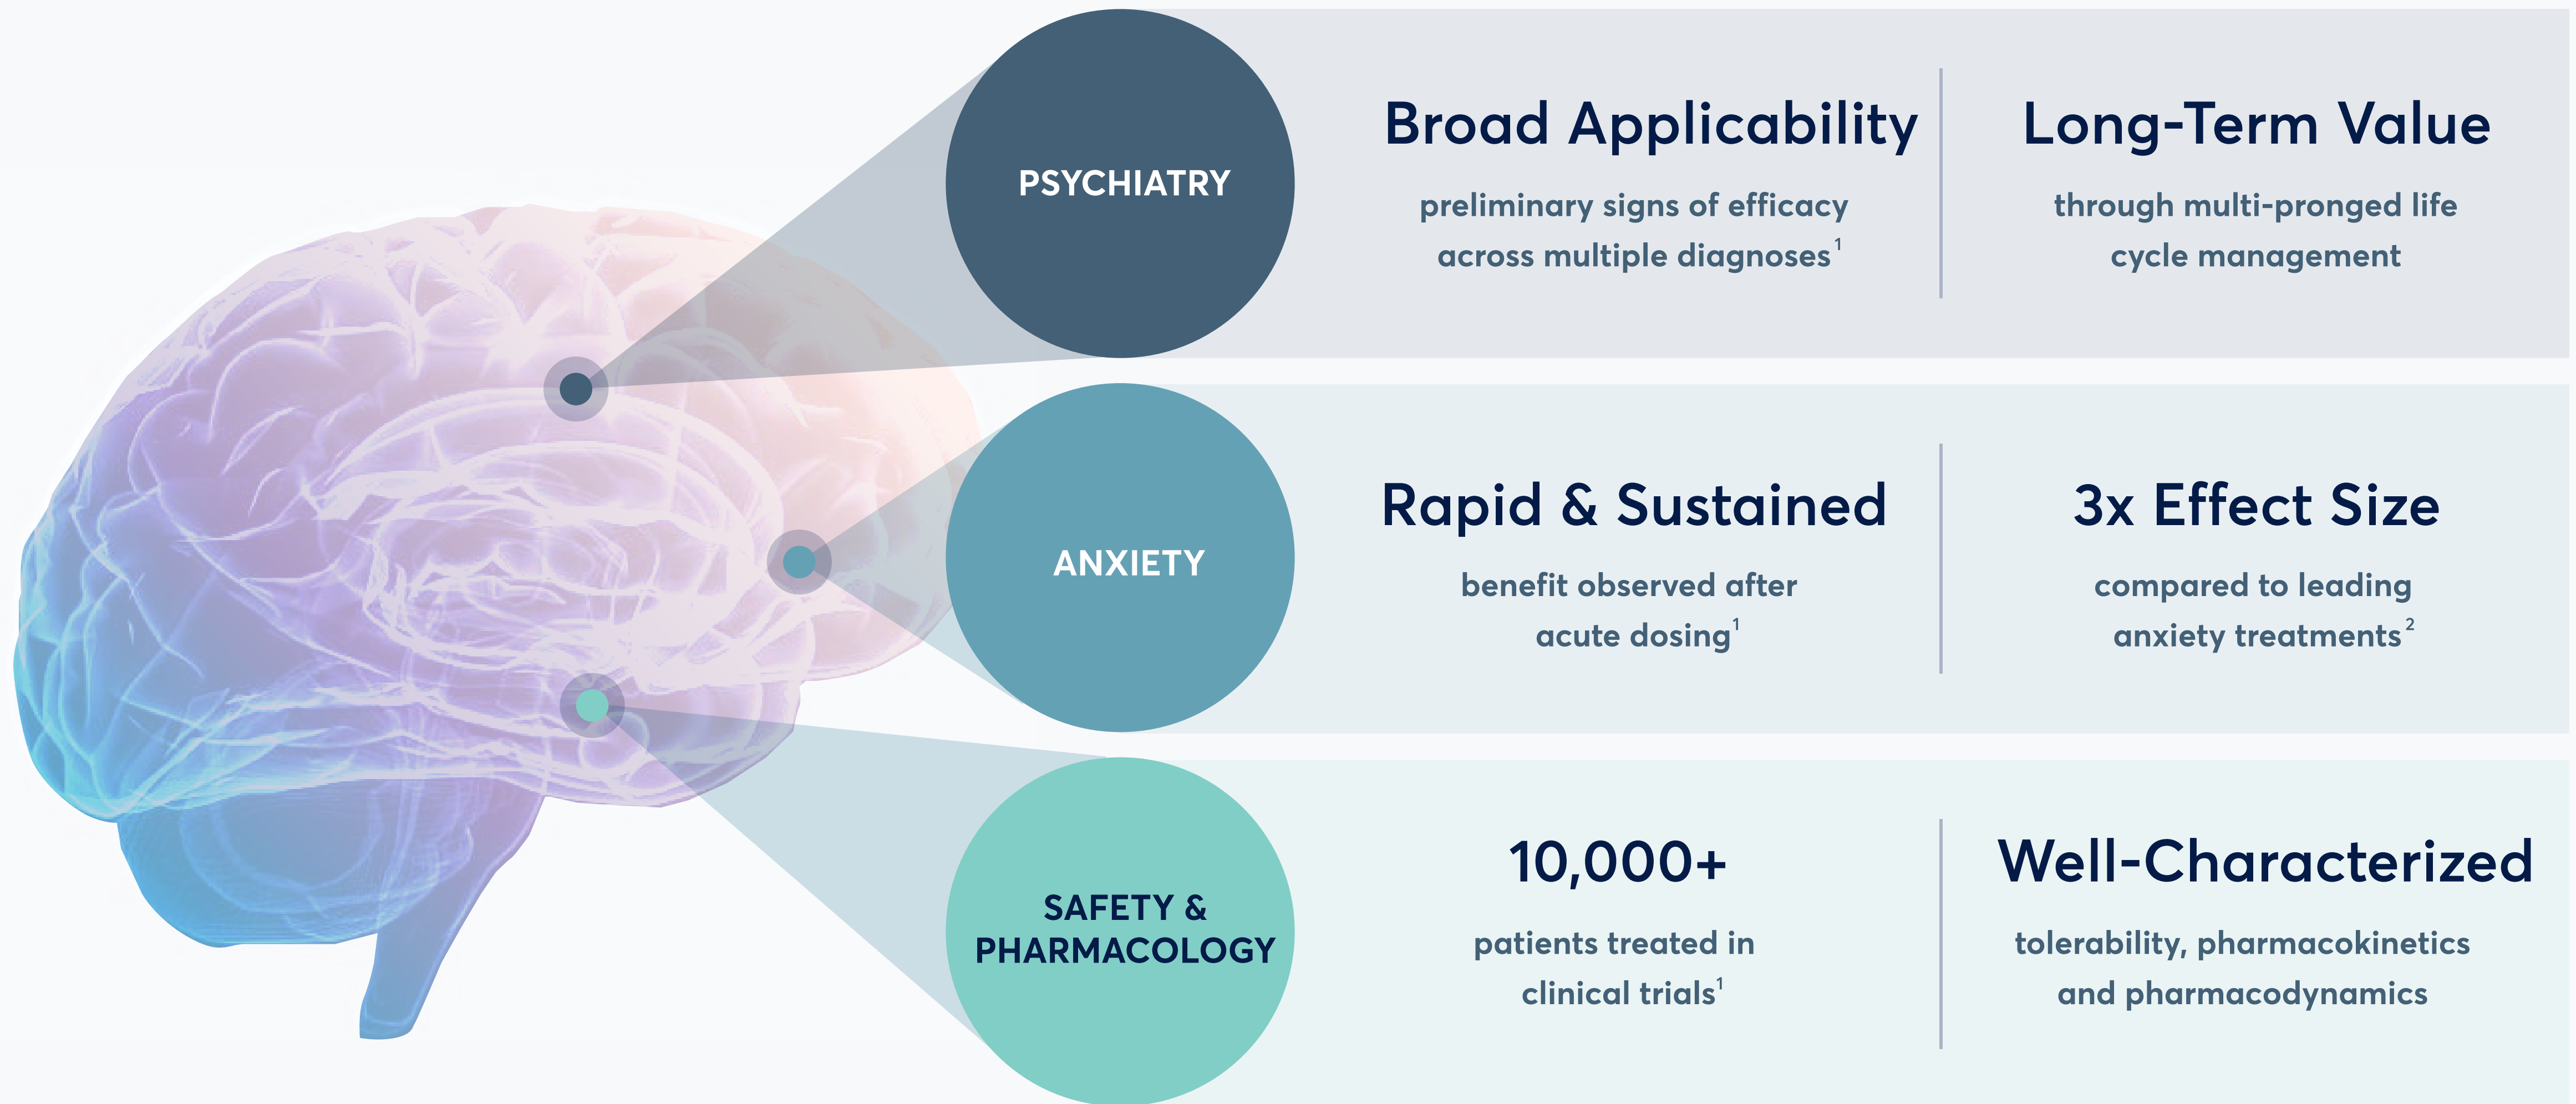 PSYCHIATRY
Broad Applicability
preliminary signs of efficacy
across multiple diagnoses¹
Long-Term Value
through multi-pronged life
cycle management
ANXIETY
Rapid & Sustained
benefit observed after
acute dosing¹
3x Effect Size
compared to leading
anxiety treatments²
SAFETY &
PHARMACOLOGY
10,000+
patients treated in
clinical trials¹
Well-Characterized
tolerability, pharmacokinetics
and pharmacodynamics